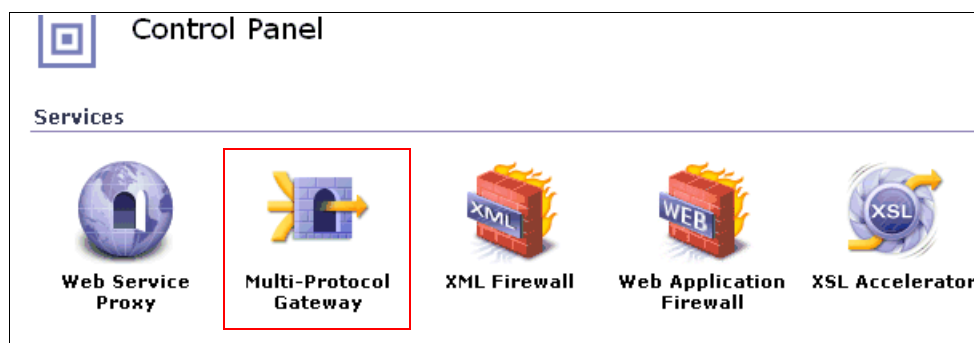 Control Panel
Services
XML
WEB
XSL
Web Service
Proxy
Multi-Protocol
Gateway
XML Firewall
Web Application
Firewall
XSL Accelerator